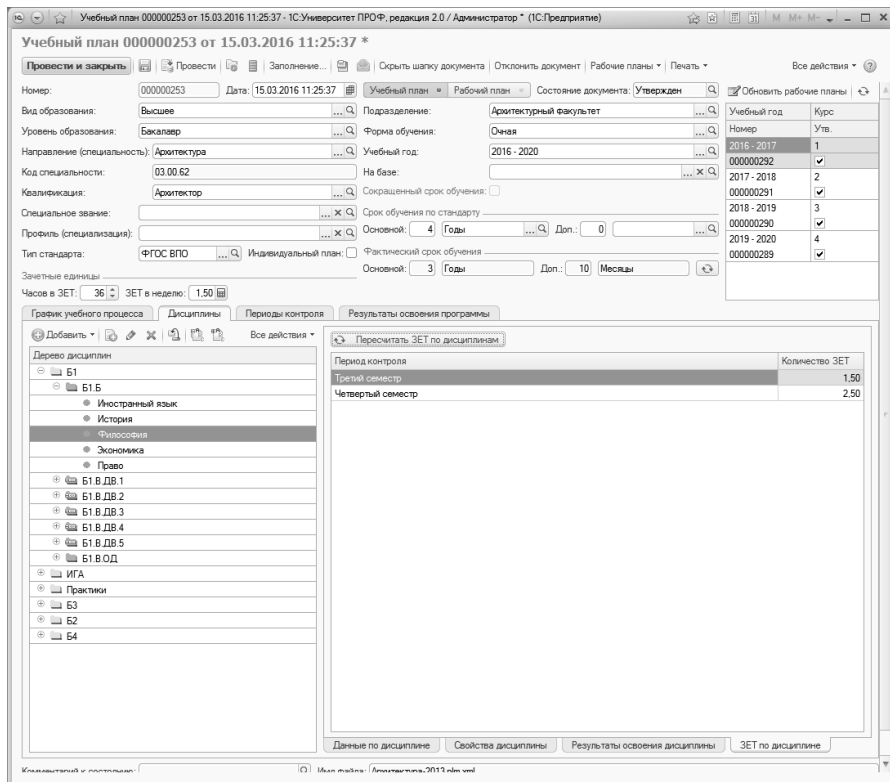 Учебный план 000000253 от 15.03.2016 11:25:37 - 1С:Университет ПРОФ, редакция 2.0 / Администратор * (1С:Предприятие) M M+ M-
Учебный план 000000253 от 15.03.2016 11:25:37 *
Провести и закрыть Провести Заполнение... Скрыть шапку документа Отклонить документ Рабочие планы Печать Все действия
Номер: 000000253 Дата: 15.03.2016 11:25:37 Учебный план Рабочий план Состояние документа: Утвержден Обновить рабочие планы
Вид образования: Высшее Подразделение: Архитектурный факультет Учебный год Курс
Уровень образования: Бакалавр Форма обучения: Очная Номер Утв.
Направление (специальность): Архитектура Учебный год: 2016 - 2020 2016 - 2017 1
000000292
Код специальности: 03.00.62 На базе: 2017 - 2018 2
Квалификация: Архитектор Сокращенный срок обучения: 000000291
Специальное звание: Срок обучения по стандарту 2018 - 2019 3
000000290
Профиль (специализация): Основной: 4 Годы Доп.: 0 2019 - 2020 4
Тип стандарта: ФГОС ВПО Индивидуальный план: Фактический срок обучения 000000289
Основной: 3 Годы Доп.: 10 Месяцы
Зачетные единицы
Часов в ЗЕТ: 36 ЗЕТ в неделю: 1,50
График учебного процесса Дисциплины Периоды контроля Результаты освоения программы
Добавить Все действия Пересчитать ЗЕТ по дисциплинам
Дерево дисциплин Период контроля Количество ЗЕТ
Б1 Третий семестр 1,50
Б1.Б Четвертый семестр 2,50
Иностранный язык
История
Философия
Экономика
Право
Б1.В.ДВ.1
Б1.В.ДВ.2
Б1.В.ДВ.3
Б1.В.ДВ.4
Б1.В.ДВ.5
Б1.В.ОД
ИГА
Практики
Б3
Б2
Б4
Данные по дисциплине Свойства дисциплины Результаты освоения дисциплины ЗЕТ по дисциплине
Комментарий к состоянию: Имя файла: Архитектура-2013.plm.xml